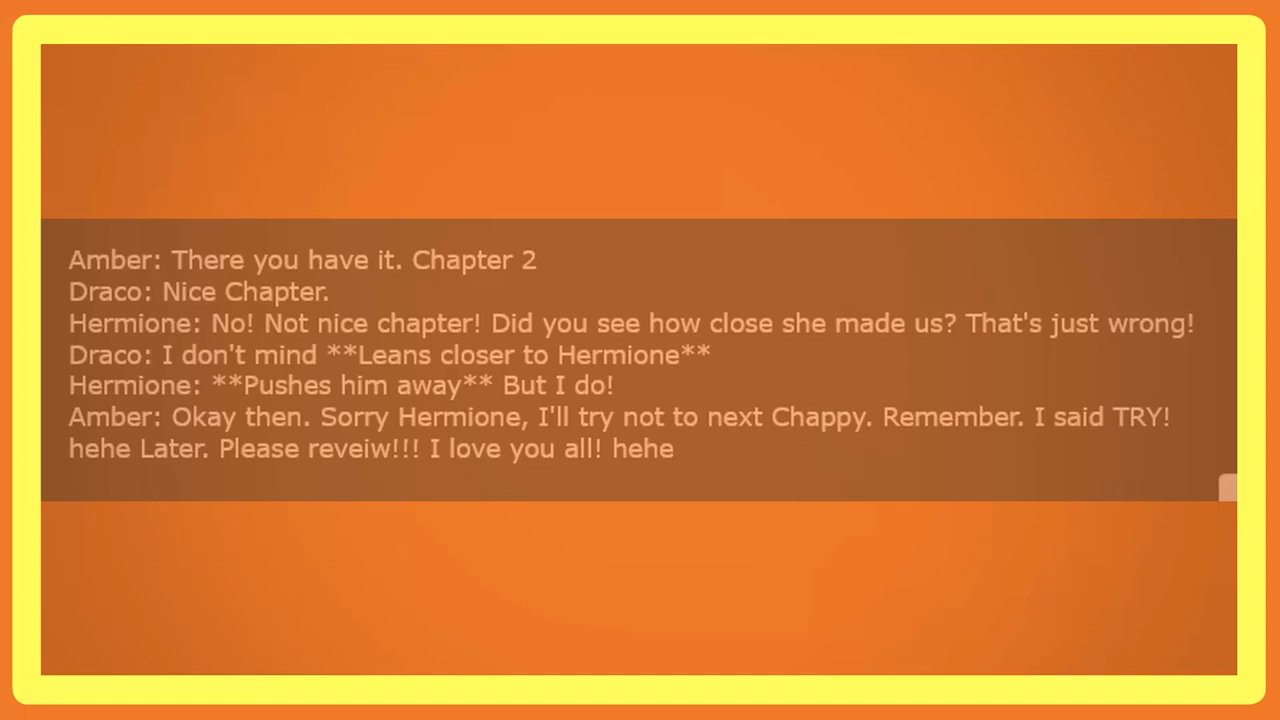 Amber: There you have it. Chapter 2
Draco: Nice Chapter.
Hermione: No! Not nice chapter! Did you see how close she made us? That's just wrong!
Draco: I don't mind **Leans closer to Hermione**
Hermione: **Pushes him away** But I do!
Amber: Okay then. Sorry Hermione, I'll try not to next Chappy. Remember. I said TRY!
hehe Later. Please reveiw!!! I love you all! hehe